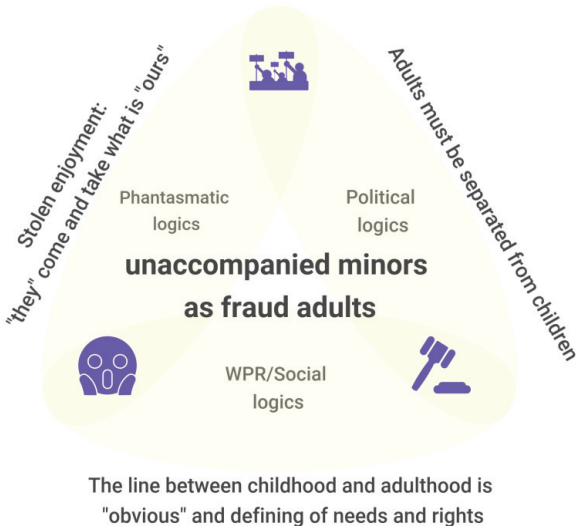 Stolen enjoyment:
"they" come and take what is "ours"
Adults must be separated from children
Phantasmatic
logics
Political
logics
unaccompanied minors
as fraud adults
WPR/Social
logics
The line between childhood and adulthood is
"obvious" and defining of needs and rights